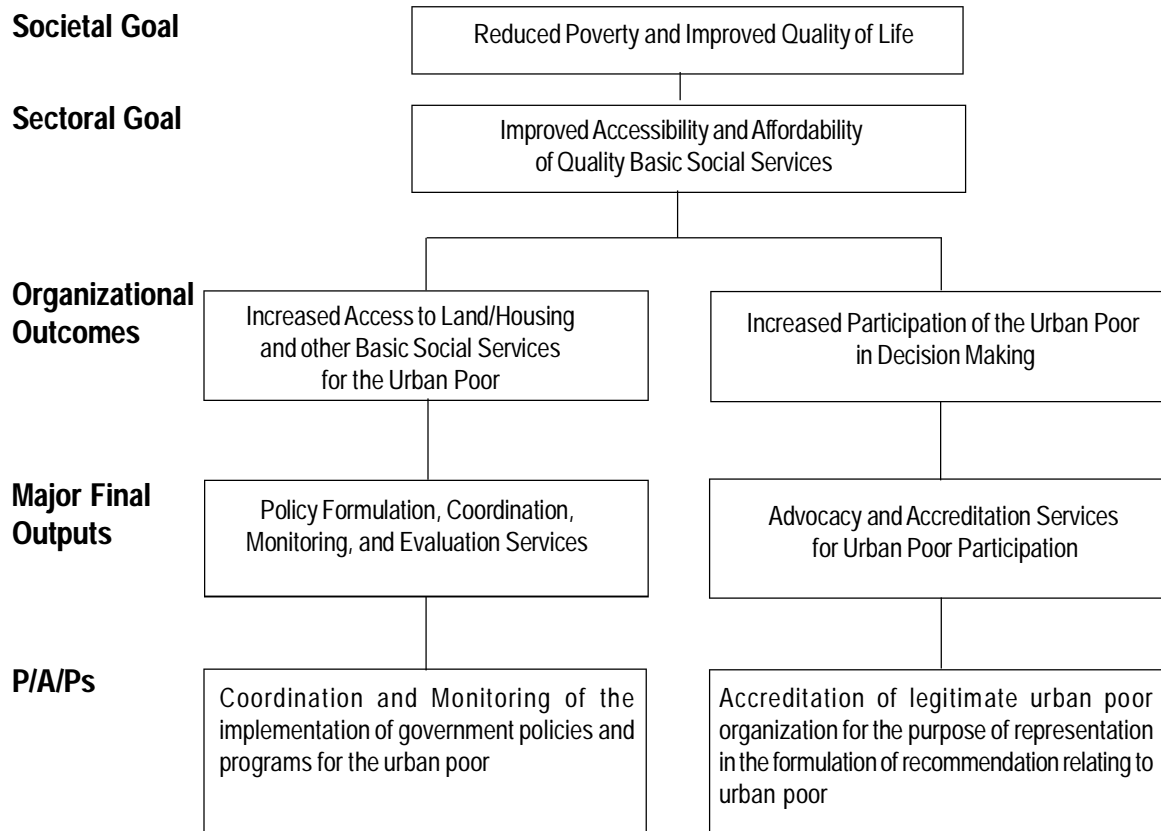 Societal Goal
Reduced Poverty and Improved Quality of Life
Sectoral Goal
Improved Accessibility and Affordability
of Quality Basic Social Services
Organizational
Outcomes
Increased Access to Land/Housing
and other Basic Social Services
for the Urban Poor
Increased Participation of the Urban Poor
in Decision Making
Major Final
Outputs
Policy Formulation, Coordination,
Monitoring, and Evaluation Services
Advocacy and Accreditation Services
for Urban Poor Participation
P/A/Ps
Coordination and Monitoring of the
implementation of government policies and
programs for the urban poor
Accreditation of legitimate urban poor
organization for the purpose of representation
in the formulation of recommendation relating to
urban poor